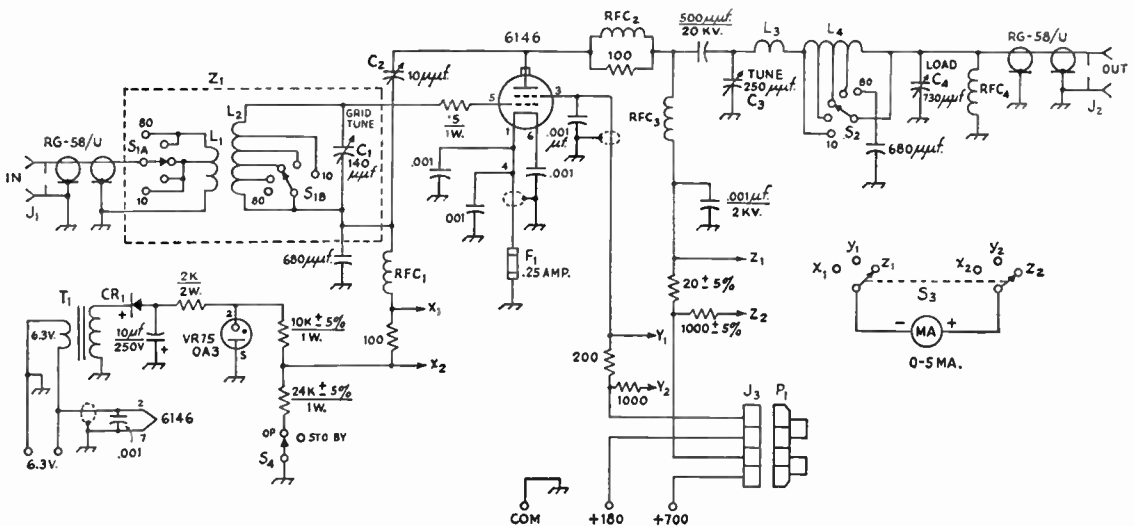 RFC₂
100
500μμf.
20 KV.
L₃
L₄
RG-58/U
OUT
J₂
6146
C₂
10μμf.
Z₁
RG-58/U
IN
J₁
80
S₁A
10
L₁
L₂
80
10
S₁B
GRID
TUNE
C₁
140
μμf
15
1W.
5
3
1
6
4
.001
.001
.001
μf.
001
F₁
.25 AMP.
RFC₃
TUNE
250μμf.
C₃
80
S₂
10
680μμf.
LOAD
C₄
730μμf.
RFC₄
.001μf.
2 KV.
680μμf.
RFC₁
X₁
100
X₂
T₁
6.3V.
CR₁
+
10μf
250V
+
2K
2W.
2
VR75
OA3
5
10K ± 5%
1W.
24K ± 5%
1W.
OP
STD BY
S₄
2
6146
7
.001
6.3V.
Z₁
20 ± 5%
Z₂
1000 ± 5%
Y₁
200
Y₂
1000
J₃
P₁
COM
+180
+700
X₁
Y₁
Z₁
S₃
X₂
Y₂
Z₂
-
MA
+
0-5 MA.